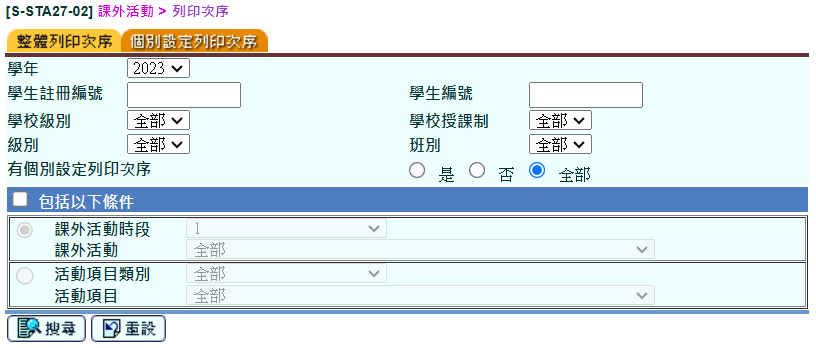 [S-STA27-02] 課外活動 > 列印次序
整體列印次序 個別設定列印次序
學年 2023
學生註冊編號 學生編號
學校級別 全部 學校授課制 全部
級別 全部 班別 全部
有個別設定列印次序 是 否 全部
包括以下條件
課外活動時段 1
課外活動 全部
活動項目類別 全部
活動項目 全部
搜尋 重設